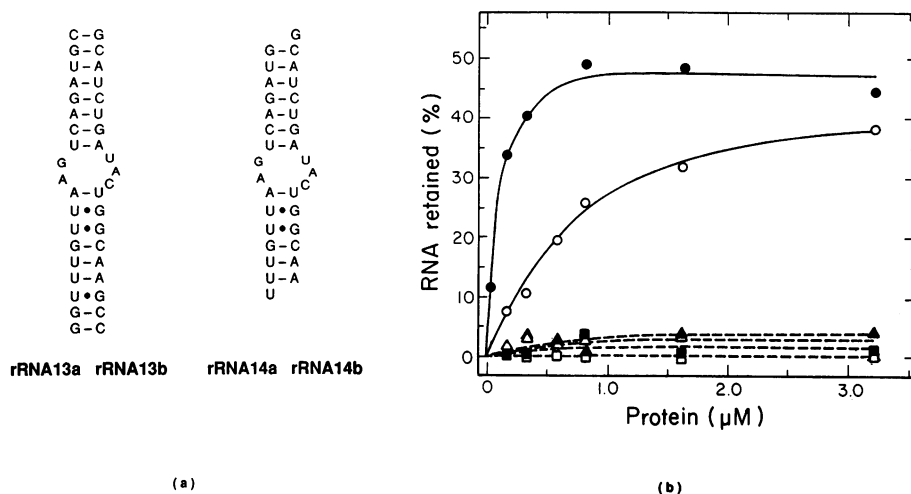 C – G
G – C
U – A
A – U
G – C
A – U
C – G
U – A
G U
A A
C
A – U
U • G
U • G
G – C
U – A
U – A
U • G
G – C
G – C
rRNA13a rRNA13b
G
G – C
U – A
A – U
G – C
A – U
C – G
U – A
G U
A A
C
A – U
U • G
U • G
G – C
U – A
U – A
U
rRNA14a rRNA14b
(a)
RNA retained (%)
50
40
30
20
10
0
0 1.0 2.0 3.0
Protein (µM)
(b)